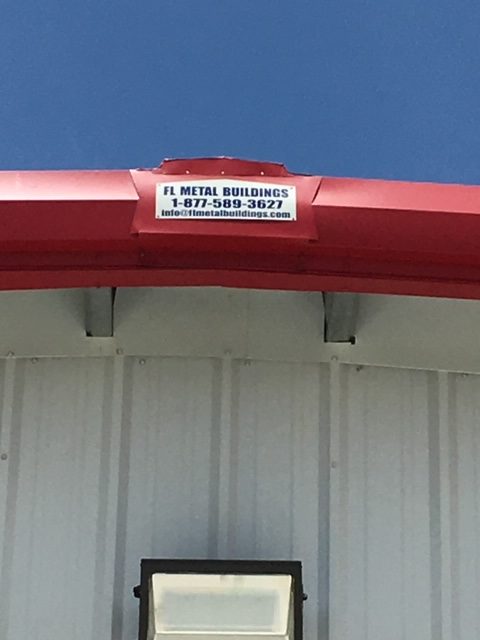 FL METAL BUILDINGS
1-877-589-3627
info@flmetalbuildings.com